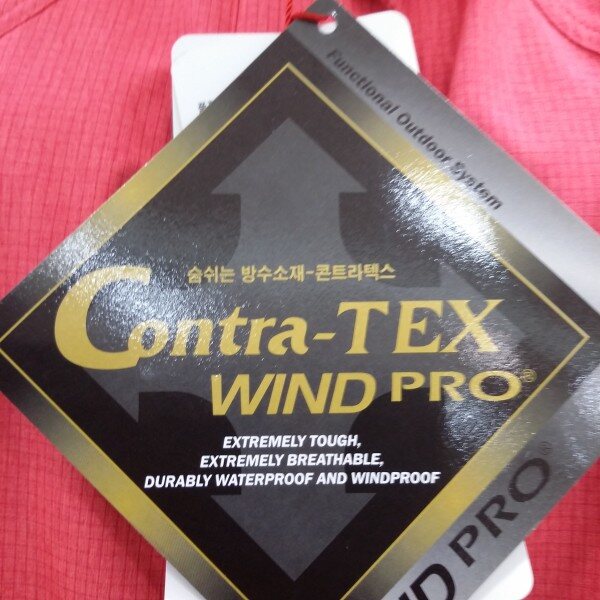 Functional Outdoor System
숨쉬는 방수소재-콘트라텍스
Contra-TEX
WIND PRO®
EXTREMELY TOUGH,
EXTREMELY BREATHABLE,
DURABLY WATERPROOF AND WINDPROOF
PRO®